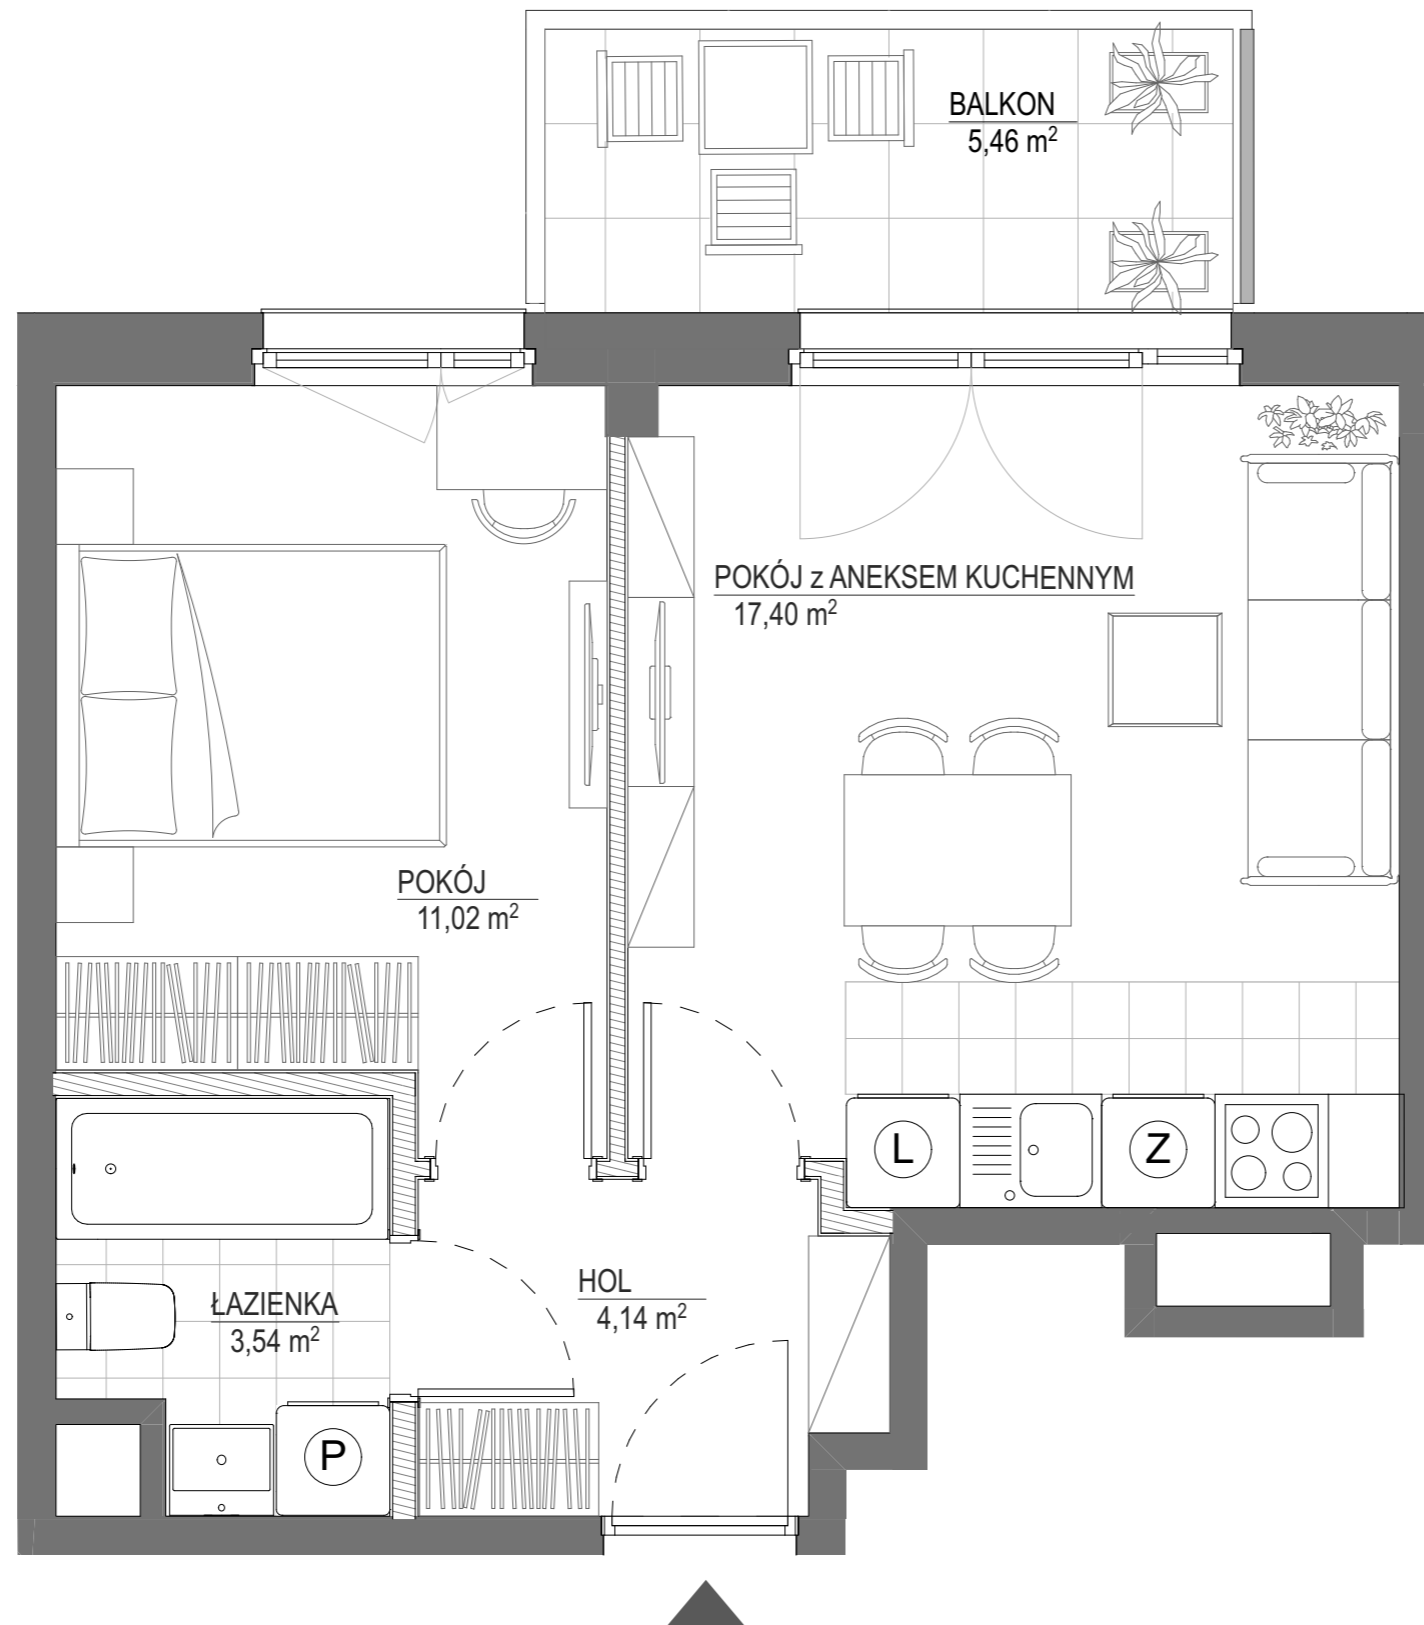 BALKON
5,46 m²
POKÓJ z ANEKSEM KUCHENNYM
17,40 m²
POKÓJ
11,02 m²
L
Z
HOL
4,14 m²
ŁAZIENKA
3,54 m²
P